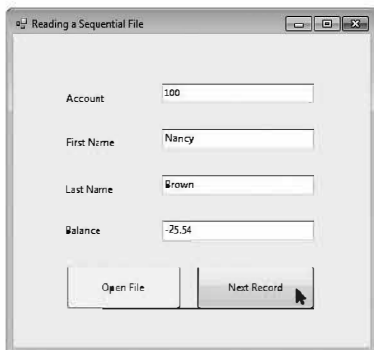 Reading a Sequential File
Account 100
First Name Nancy
Last Name Brown
Balance -25.54
Open File Next Record